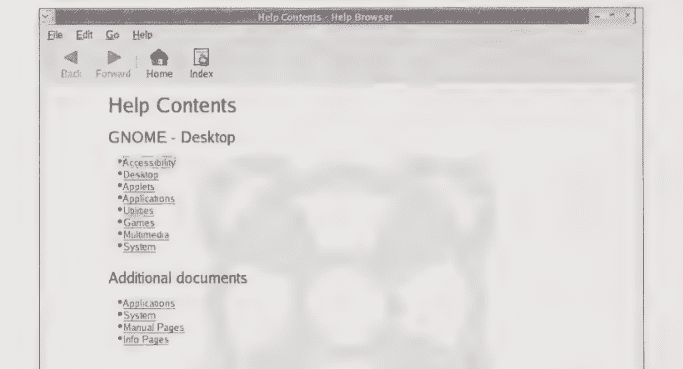 Help Contents - Help Browser
File Edit Go Help
Back Forward Home Index
Help Contents
GNOME - Desktop
•Accessibility
•Desktop
•Applets
•Applications
•Utilities
•Games
•Multimedia
•System
Additional documents
•Applications
•System
•Manual Pages
•Info Pages